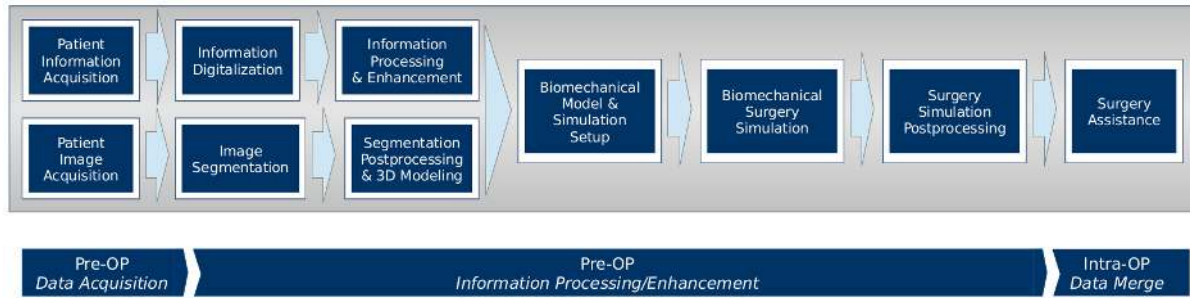 Patient
Information
Acquisition
Information
Digitalization
Information
Processing
& Enhancement
Patient
Image
Acquisition
Image
Segmentation
Segmentation
Postprocessing
& 3D Modeling
Biomechanical
Model &
Simulation
Setup
Biomechanical
Surgery
Simulation
Surgery
Simulation
Postprocessing
Surgery
Assistance
Pre-OP
Data Acquisition
Pre-OP
Information Processing/Enhancement
Intra-OP
Data Merge